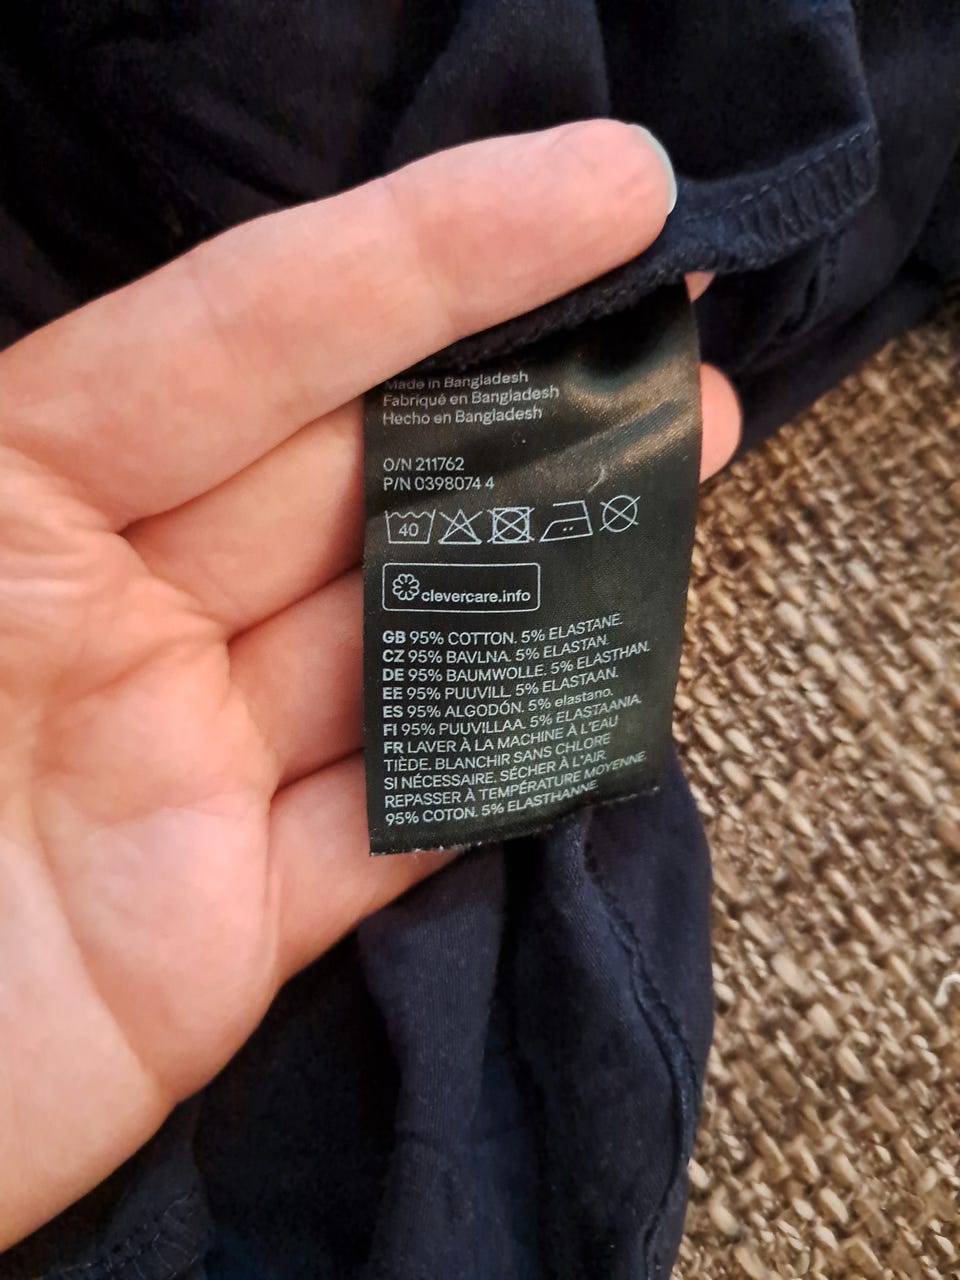 Made in Bangladesh
Fabriqué en Bangladesh
Hecho en Bangladesh
O/N 211762
P/N 0398074 4
40
clevercare.info
GB 95% COTTON. 5% ELASTANE.
CZ 95% BAVLNA. 5% ELASTAN.
DE 95% BAUMWOLLE. 5% ELASTHAN.
EE 95% PUUVILL. 5% ELASTAAN.
ES 95% ALGODÓN. 5% elastano.
FI 95% PUUVILLAA. 5% ELASTAANIA.
FR LAVER À LA MACHINE À L'EAU
TIÈDE. BLANCHIR SANS CHLORE
SI NÉCESSAIRE. SÉCHER À L'AIR.
REPASSER À TEMPÉRATURE MOYENNE.
95% COTON. 5% ELASTHANNE.